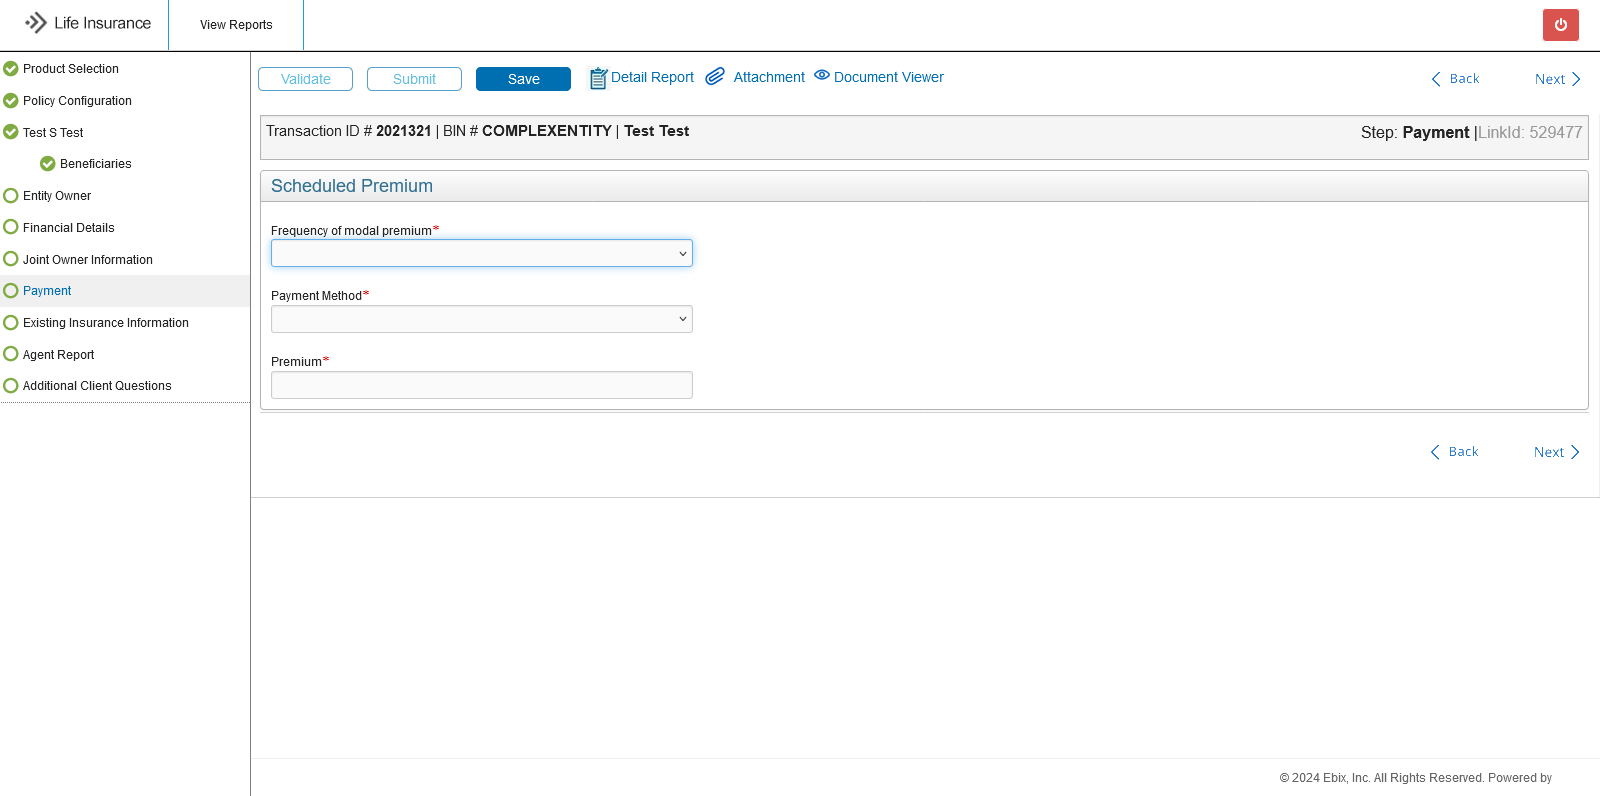 Life Insurance
View Reports
Product Selection
Policy Configuration
Test S Test
Beneficiaries
Entity Owner
Financial Details
Joint Owner Information
Payment
Existing Insurance Information
Agent Report
Additional Client Questions
Validate Submit Save Detail Report Attachment Document Viewer Back Next
Transaction ID # 2021321 | BIN # COMPLEXENTITY | Test Test
Step: Payment |LinkId: 529477
Scheduled Premium
Frequency of modal premium*
Payment Method*
Premium*
Back Next
© 2024 Ebix, Inc. All Rights Reserved. Powered by